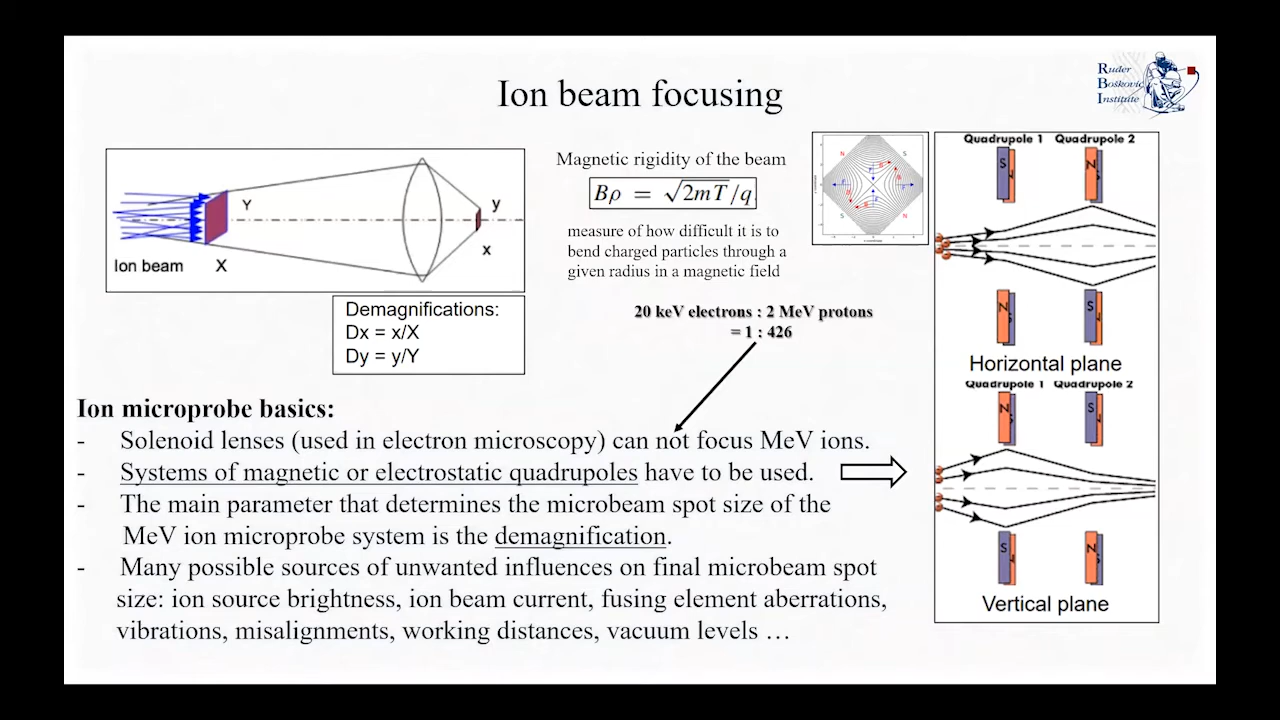 Ion beam focusing
Ruđer
Bošković
Institute
Y
y
x
Ion beam
X
Demagnifications:
Dx = x/X
Dy = y/Y
Magnetic rigidity of the beam
Bρ = √2mT/q
measure of how difficult it is to
bend charged particles through a
given radius in a magnetic field
20 keV electrons : 2 MeV protons
= 1 : 426
N
S
S
N
Quadrupole 1 Quadrupole 2
S
N
N
S
Horizontal plane
Quadrupole 1 Quadrupole 2
N
S
S
N
Vertical plane
Ion microprobe basics:
- Solenoid lenses (used in electron microscopy) can not focus MeV ions.
- Systems of magnetic or electrostatic quadrupoles have to be used.
- The main parameter that determines the microbeam spot size of the
MeV ion microprobe system is the demagnification.
- Many possible sources of unwanted influences on final microbeam spot
size: ion source brightness, ion beam current, fusing element aberrations,
vibrations, misalignments, working distances, vacuum levels …